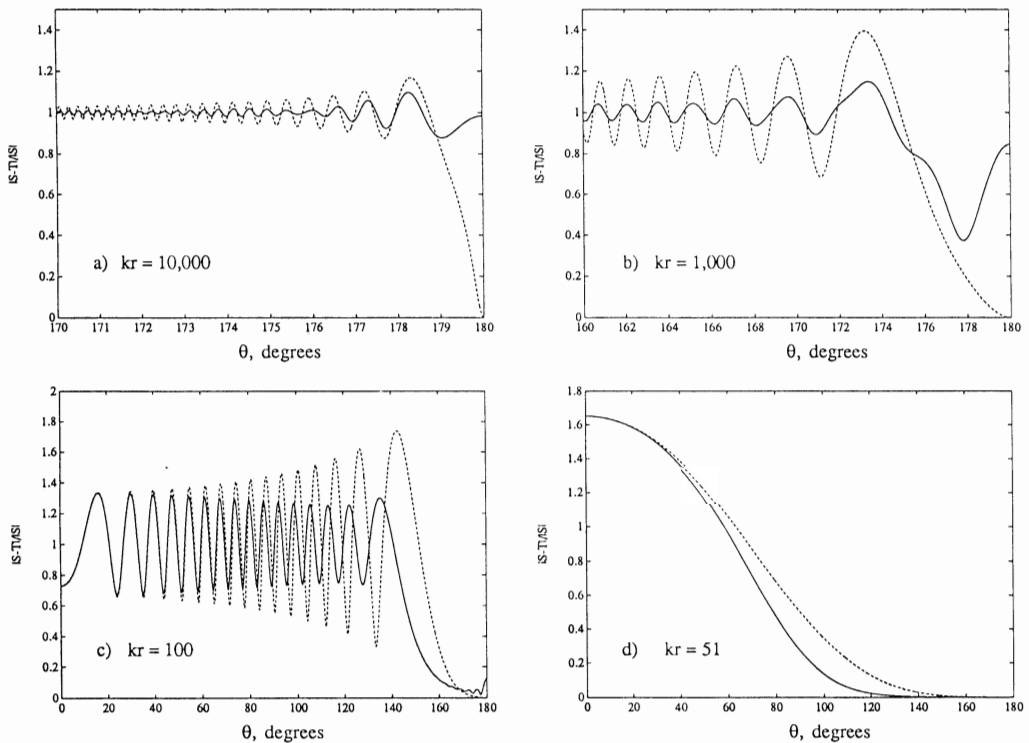 1.4
1.2
1
0.8
0.6
0.4
0.2
0
|S-T|/|S|
a) kr = 10,000
170 171 172 173 174 175 176 177 178 179 180
θ, degrees
1.4
1.2
1
0.8
0.6
0.4
0.2
0
|S-T|/|S|
b) kr = 1,000
160 162 164 166 168 170 172 174 176 178 180
θ, degrees
2
1.8
1.6
1.4
1.2
1
0.8
0.6
0.4
0.2
0
|S-T|/|S|
c) kr = 100
0 20 40 60 80 100 120 140 160 180
θ, degrees
1.8
1.6
1.4
1.2
1
0.8
0.6
0.4
0.2
0
|S-T|/|S|
d) kr = 51
0 20 40 60 80 100 120 140 160 180
θ, degrees